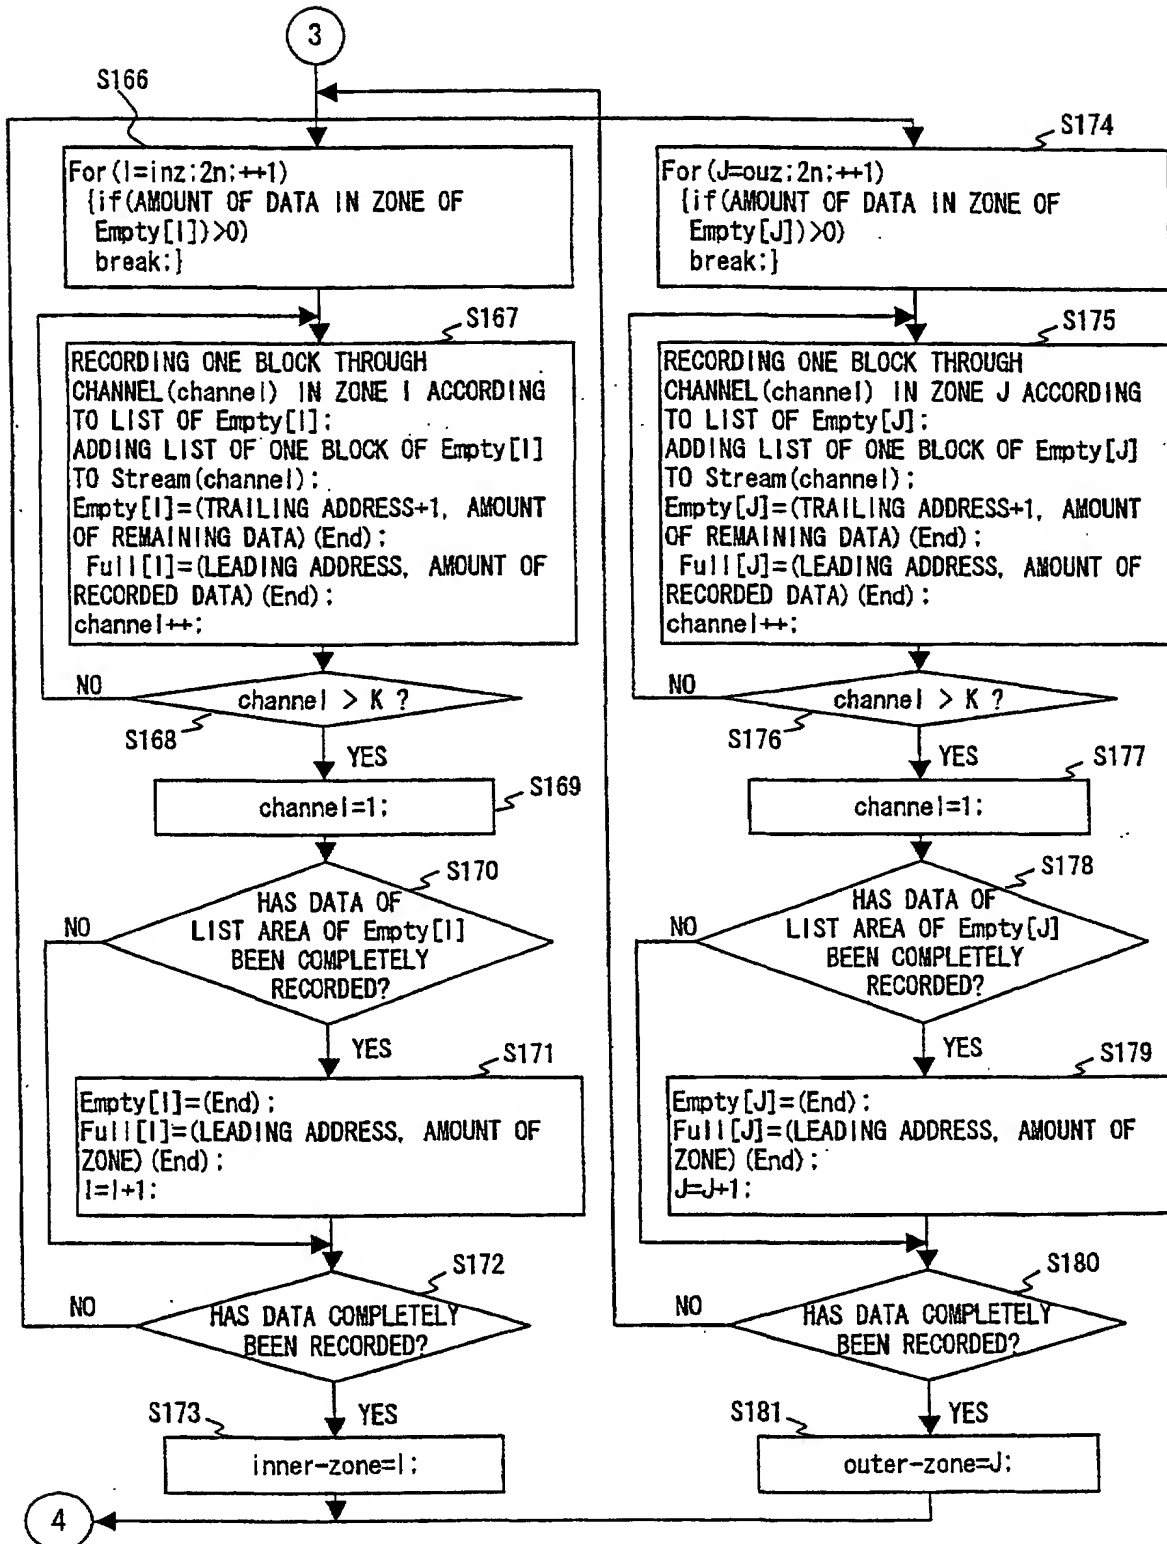 3
S166
For(I=inz;2n;++1)
{if(AMOUNT OF DATA IN ZONE OF
Empty[I])>0)
break;}
S167
RECORDING ONE BLOCK THROUGH
CHANNEL(channel) IN ZONE I ACCORDING
TO LIST OF Empty[I];
ADDING LIST OF ONE BLOCK OF Empty[I]
TO Stream(channel);
Empty[I]=(TRAILING ADDRESS+1, AMOUNT
OF REMAINING DATA)(End);
Full[I]=(LEADING ADDRESS, AMOUNT OF
RECORDED DATA)(End);
channel++;
NO
channel > K ?
S168
YES
S169
channel=1;
S170
NO
HAS DATA OF
LIST AREA OF Empty[I]
BEEN COMPLETELY
RECORDED?
YES
S171
Empty[I]=(End);
Full[I]=(LEADING ADDRESS, AMOUNT OF
ZONE)(End);
I=I+1;
S172
NO
HAS DATA COMPLETELY
BEEN RECORDED?
S173
YES
inner-zone=I;
4
S174
For(J=ouz;2n;++1)
{if(AMOUNT OF DATA IN ZONE OF
Empty[J])>0)
break;}
S175
RECORDING ONE BLOCK THROUGH
CHANNEL(channel) IN ZONE J ACCORDING
TO LIST OF Empty[J];
ADDING LIST OF ONE BLOCK OF Empty[J]
TO Stream(channel);
Empty[J]=(TRAILING ADDRESS+1, AMOUNT
OF REMAINING DATA)(End);
Full[J]=(LEADING ADDRESS, AMOUNT OF
RECORDED DATA)(End);
channel++;
NO
channel > K ?
S176
YES
S177
channel=1;
S178
NO
HAS DATA OF
LIST AREA OF Empty[J]
BEEN COMPLETELY
RECORDED?
YES
S179
Empty[J]=(End);
Full[J]=(LEADING ADDRESS, AMOUNT OF
ZONE)(End);
J=J+1;
S180
NO
HAS DATA COMPLETELY
BEEN RECORDED?
S181
YES
outer-zone=J;